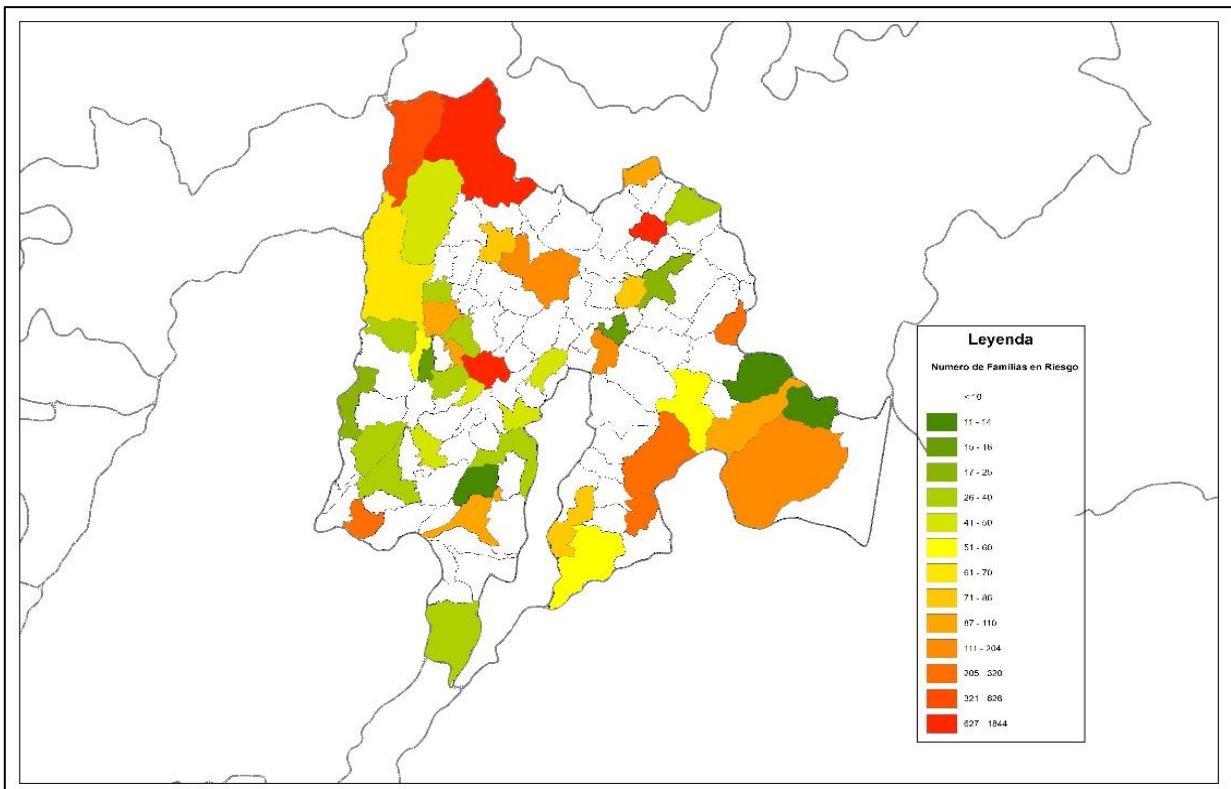 Leyenda
Numero de Familias en Riesgo
<10
11 - 14
15 - 16
17 - 25
26 - 40
41 - 50
51 - 60
61 - 70
71 - 86
87 - 110
111 - 204
205 - 320
321 - 626
627 - 1844